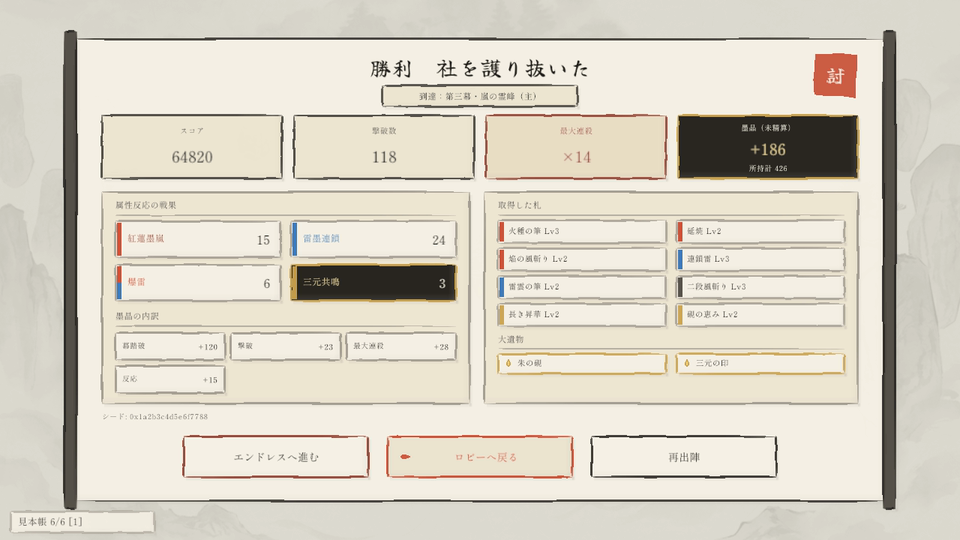 勝利 社を護り抜いた
討
到達：第三幕・嵐の霊峰（主）
スコア
64820
撃破数
118
最大連殺
×14
墨晶（未精算）
+186
所持計 426
属性反応の戦果
紅蓮墨嵐
15
雷墨連鎖
24
爆雷
6
三元共鳴
3
墨晶の内訳
幕踏破
+120
撃破
+23
最大連殺
+28
反応
+15
取得した札
火種の筆 Lv3
延焼 Lv2
焔の風斬り Lv2
連鎖雷 Lv3
雷雲の筆 Lv2
二段風斬り Lv3
長き昇華 Lv2
硯の恵み Lv2
大遺物
朱の硯
三元の印
シード: 0x1a2b3c4d5e6f7788
エンドレスへ進む
ロビーへ戻る
再出陣
見本帳 6/6 [1]